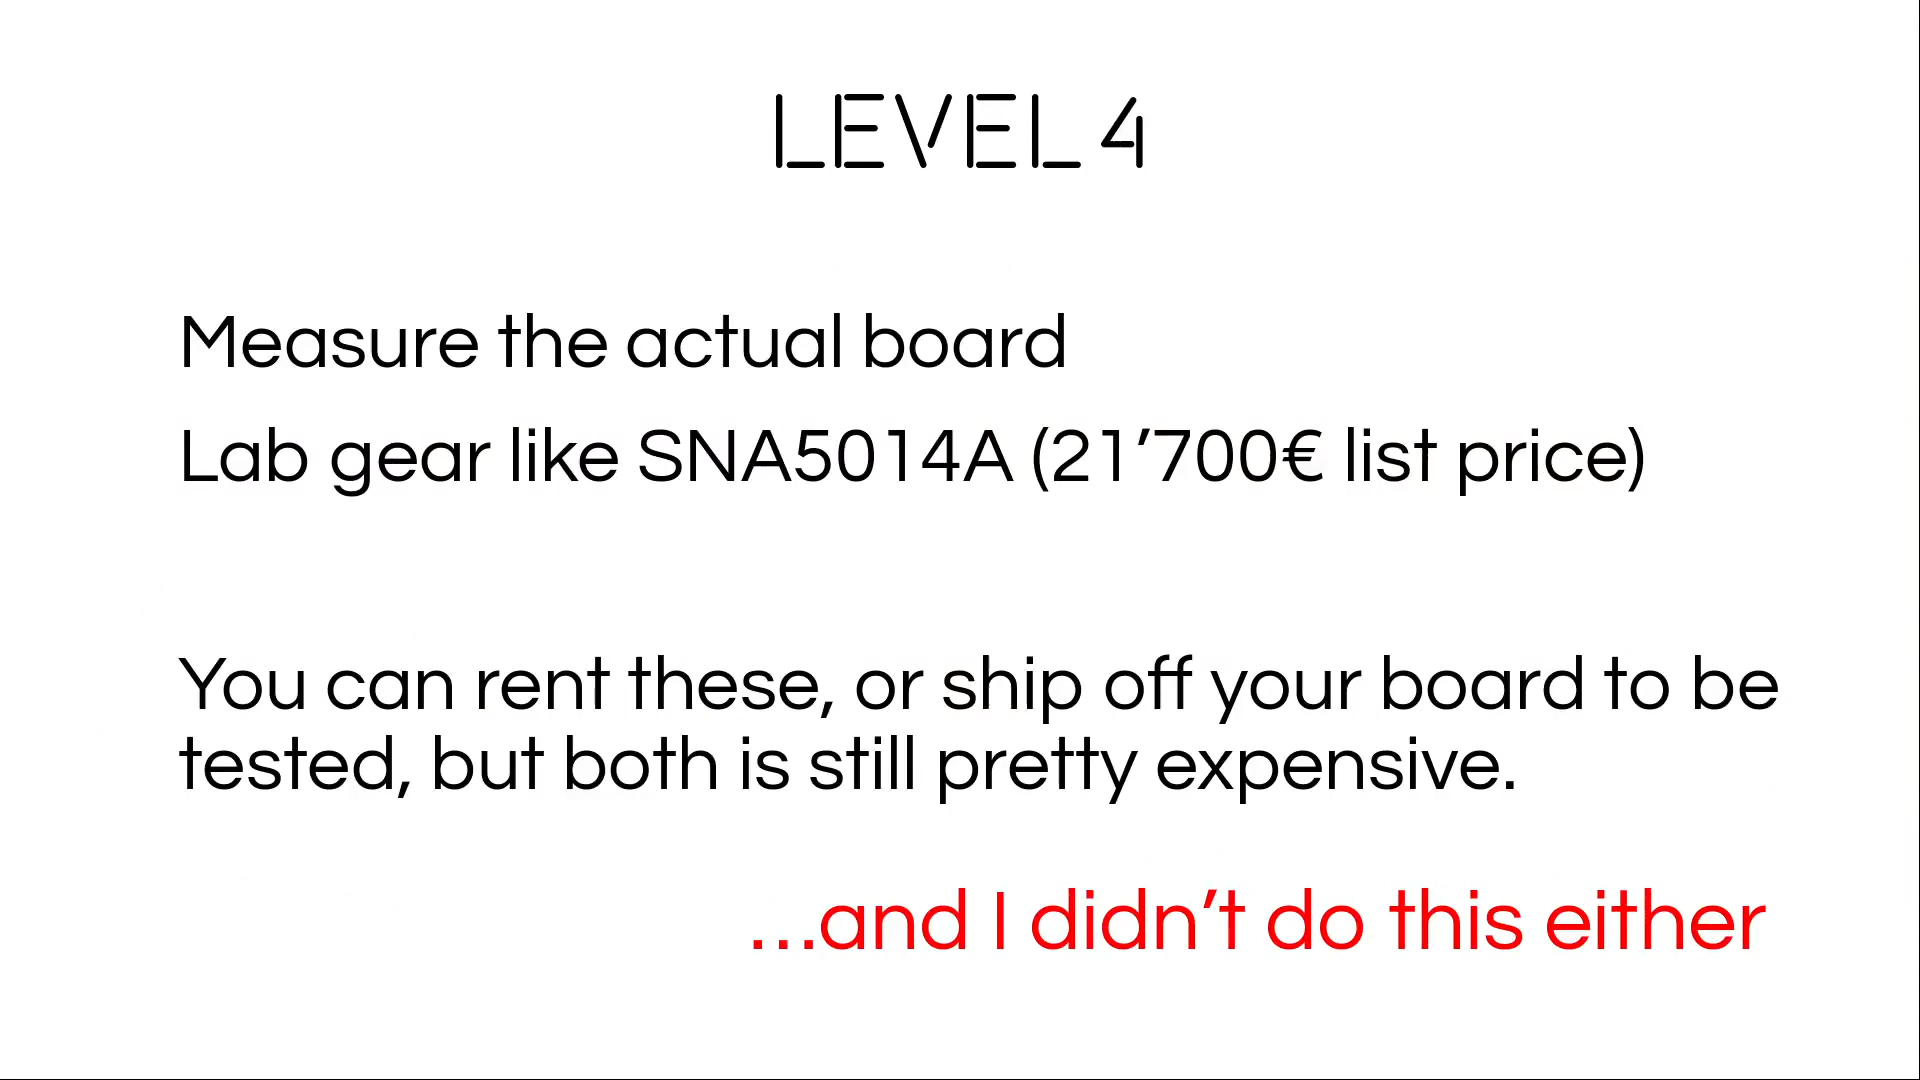 LEVEL 4
Measure the actual board
Lab gear like SNA5014A (21’700€ list price)
You can rent these, or ship off your board to be
tested, but both is still pretty expensive.
…and I didn’t do this either